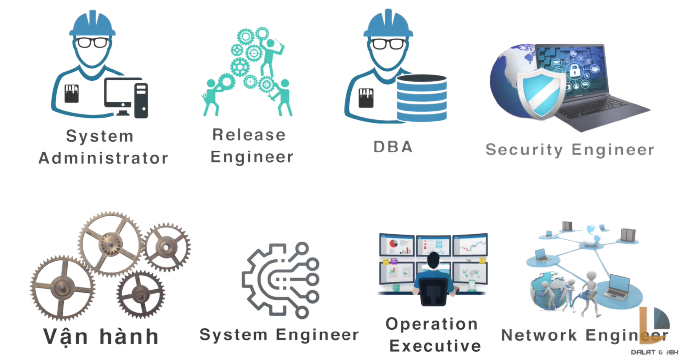 System
Administrator
Release
Engineer
DBA
Security Engineer
Vận hành
System Engineer
Operation
Executive
Network Engineer